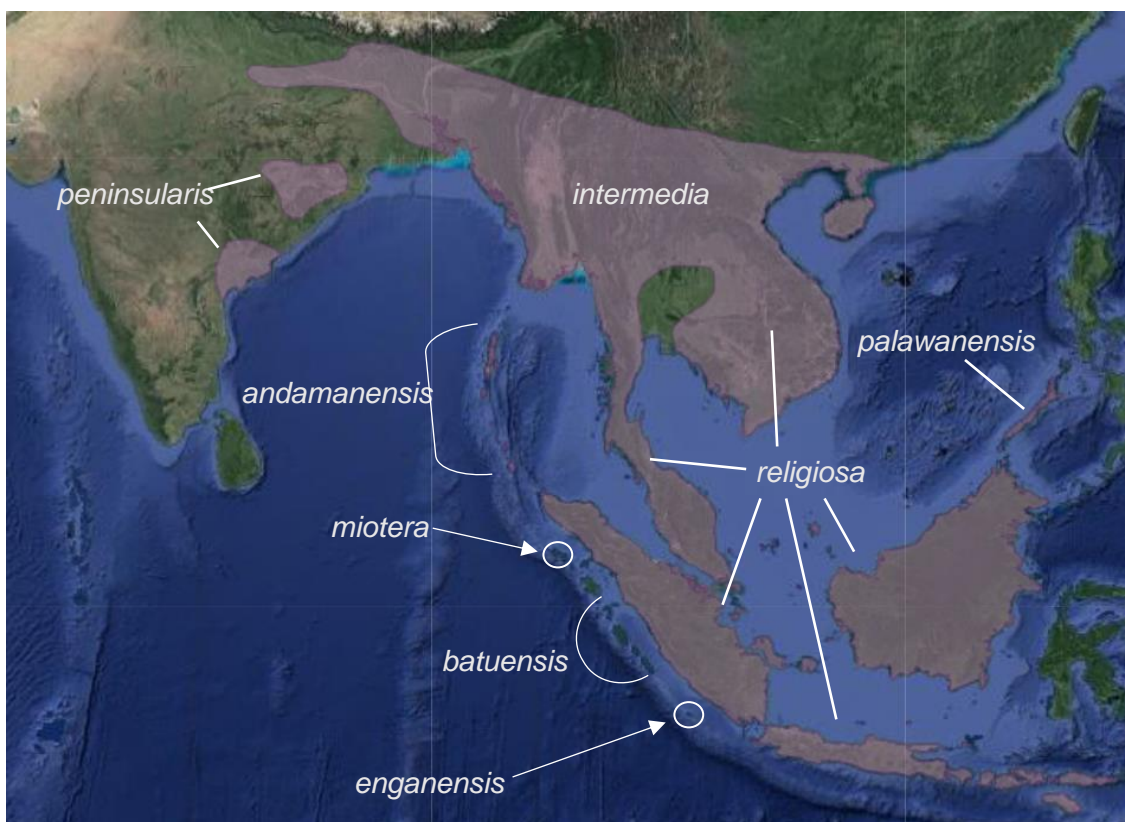 peninsularis
intermedia
palawanensis
andamanensis
religiosa
miotera
batuensis
enganensis